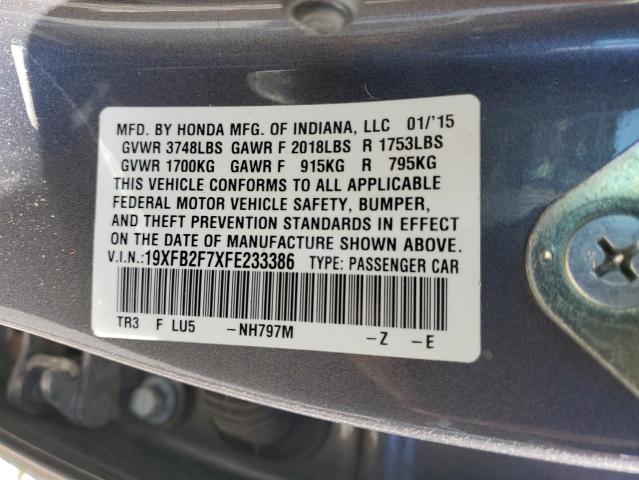 MFD. BY HONDA MFG. OF INDIANA, LLC 01/'15
GVWR 3748LBS GAWR F 2018LBS R 1753LBS
GVWR 1700KG GAWR F 915KG R 795KG
THIS VEHICLE CONFORMS TO ALL APPLICABLE
FEDERAL MOTOR VEHICLE SAFETY, BUMPER,
AND THEFT PREVENTION STANDARDS IN EFFECT
ON THE DATE OF MANUFACTURE SHOWN ABOVE.
V.I.N.:19XFB2F7XFE233386 TYPE: PASSENGER CAR
TR3 F LU5 -NH797M -Z -E